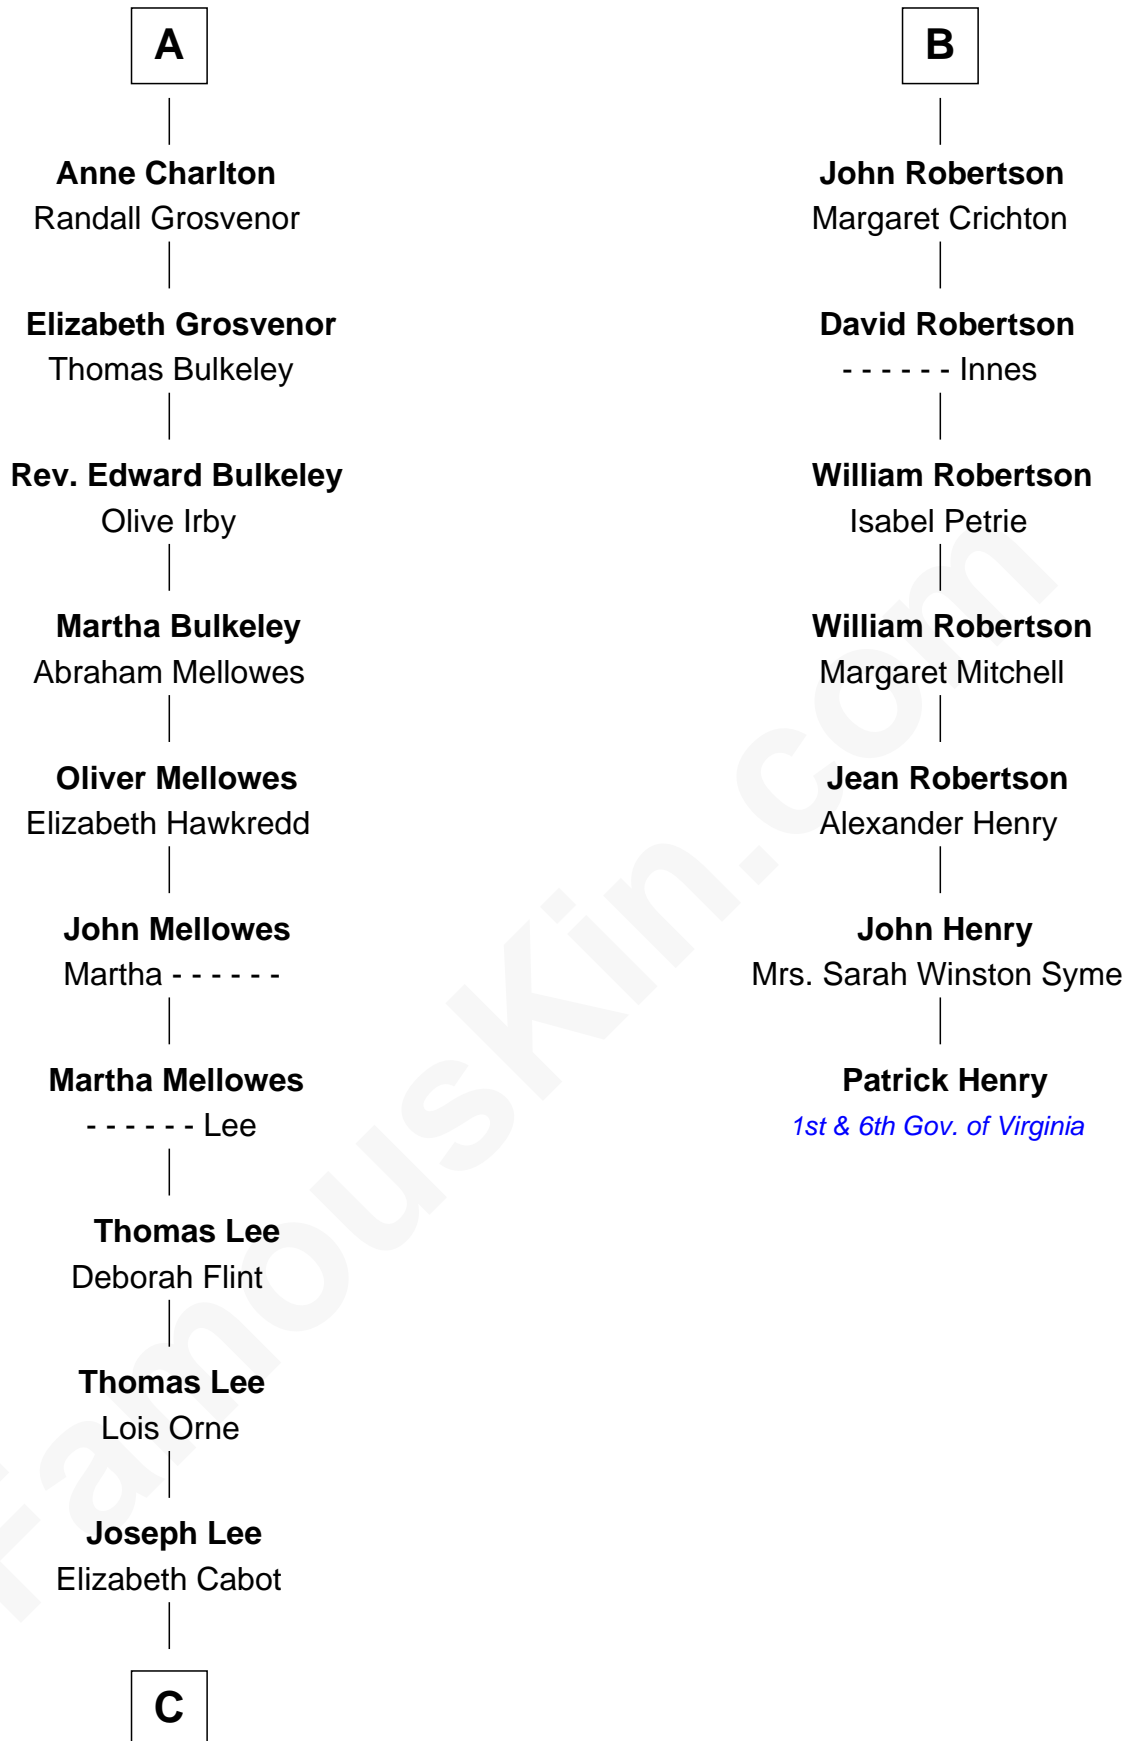 A
Anne Charlton
Randall Grosvenor
Elizabeth Grosvenor
Thomas Bulkeley
Rev. Edward Bulkeley
Olive Irby
Martha Bulkeley
Abraham Mellowes
Oliver Mellowes
Elizabeth Hawkredd
John Mellowes
Martha - - - - - -
Martha Mellowes
- - - - - - Lee
Thomas Lee
Deborah Flint
Thomas Lee
Lois Orne
Joseph Lee
Elizabeth Cabot
C
B
John Robertson
Margaret Crichton
David Robertson
- - - - - - Innes
William Robertson
Isabel Petrie
William Robertson
Margaret Mitchell
Jean Robertson
Alexander Henry
John Henry
Mrs. Sarah Winston Syme
Patrick Henry
1st & 6th Gov. of Virginia
FamousKin.com